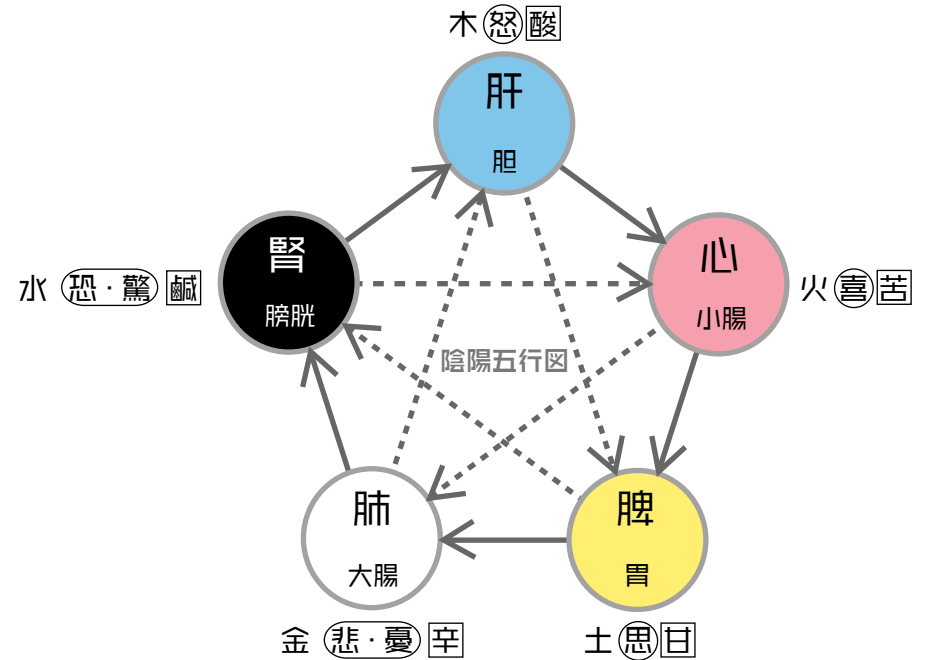 木 怒 酸
肝
胆
腎
膀胱
水 恐・驚 鹹
心
小腸
火 喜 苦
陰陽五行図
肺
大腸
金 悲・憂 辛
脾
胃
土 思 甘